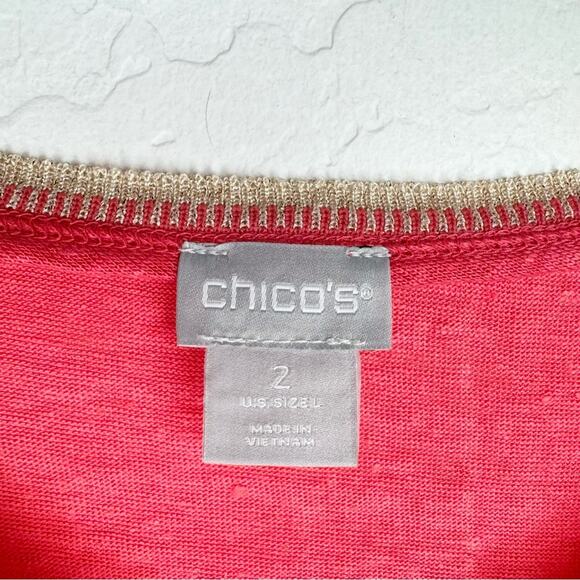 chico's®
2
U.S. SIZE L
MADE IN
VIETNAM